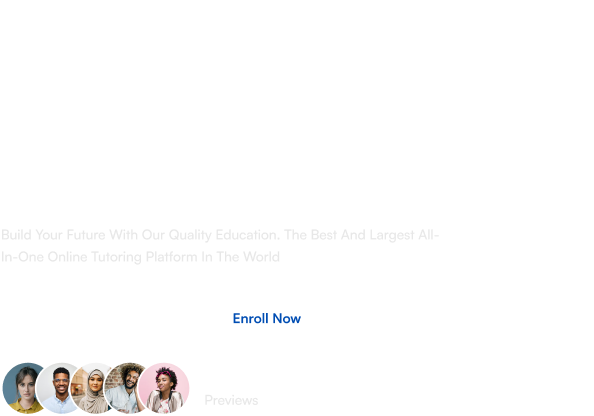 Build Your Future With Our Quality Education. The Best And Largest All-
In-One Online Tutoring Platform In The World
Enroll Now
Previews